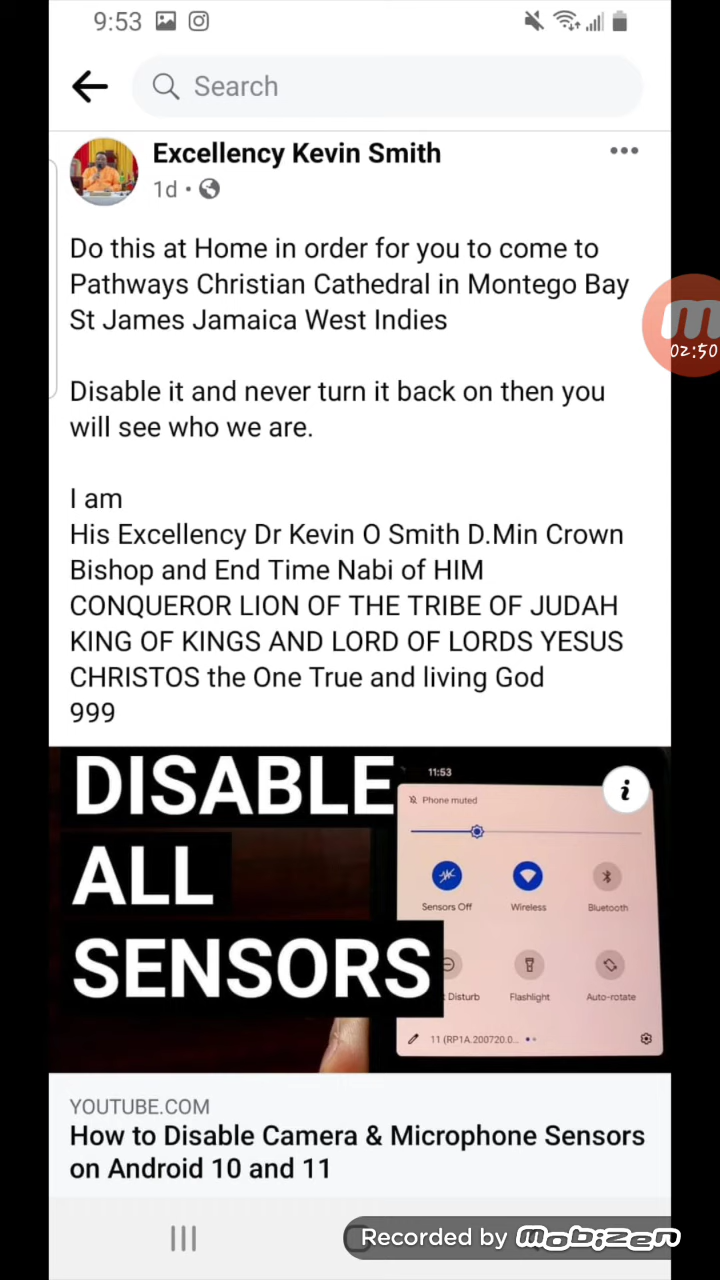 9:53
Search
Excellency Kevin Smith
1d
Do this at Home in order for you to come to
Pathways Christian Cathedral in Montego Bay
St James Jamaica West Indies
02:50
Disable it and never turn it back on then you
will see who we are.
I am
His Excellency Dr Kevin O Smith D.Min Crown
Bishop and End Time Nabi of HIM
CONQUEROR LION OF THE TRIBE OF JUDAH
KING OF KINGS AND LORD OF LORDS YESUS
CHRISTOS the One True and living God
999
DISABLE
ALL
SENSORS
11:53
Phone muted
Sensors Off
Wireless
Bluetooth
Disturb
Flashlight
Auto-rotate
11 (RP1A.200720.0...
YOUTUBE.COM
How to Disable Camera & Microphone Sensors
on Android 10 and 11
Recorded by mobizen